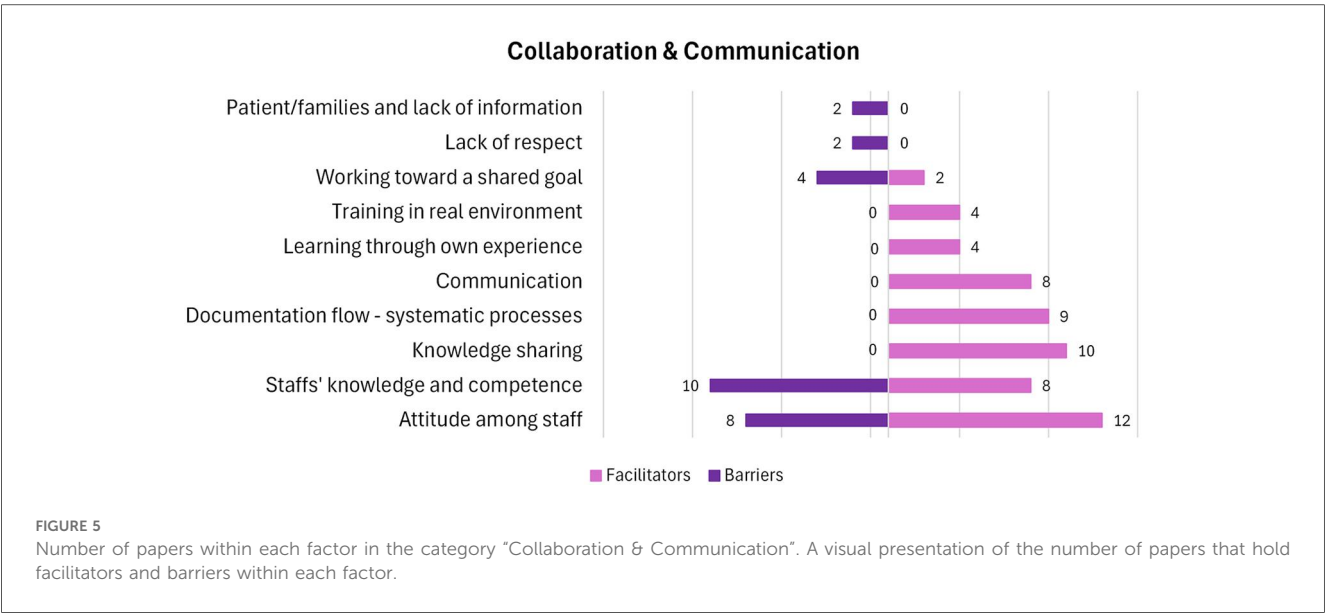 Collaboration & Communication
Patient/families and lack of information 2 0
Lack of respect 2 0
Working toward a shared goal 4 2
Training in real environment 0 4
Learning through own experience 0 4
Communication 0 8
Documentation flow - systematic processes 0 9
Knowledge sharing 0 10
Staffs' knowledge and competence 10 8
Attitude among staff 8 12
Facilitators Barriers
FIGURE 5
Number of papers within each factor in the category “Collaboration & Communication”. A visual presentation of the number of papers that hold
facilitators and barriers within each factor.